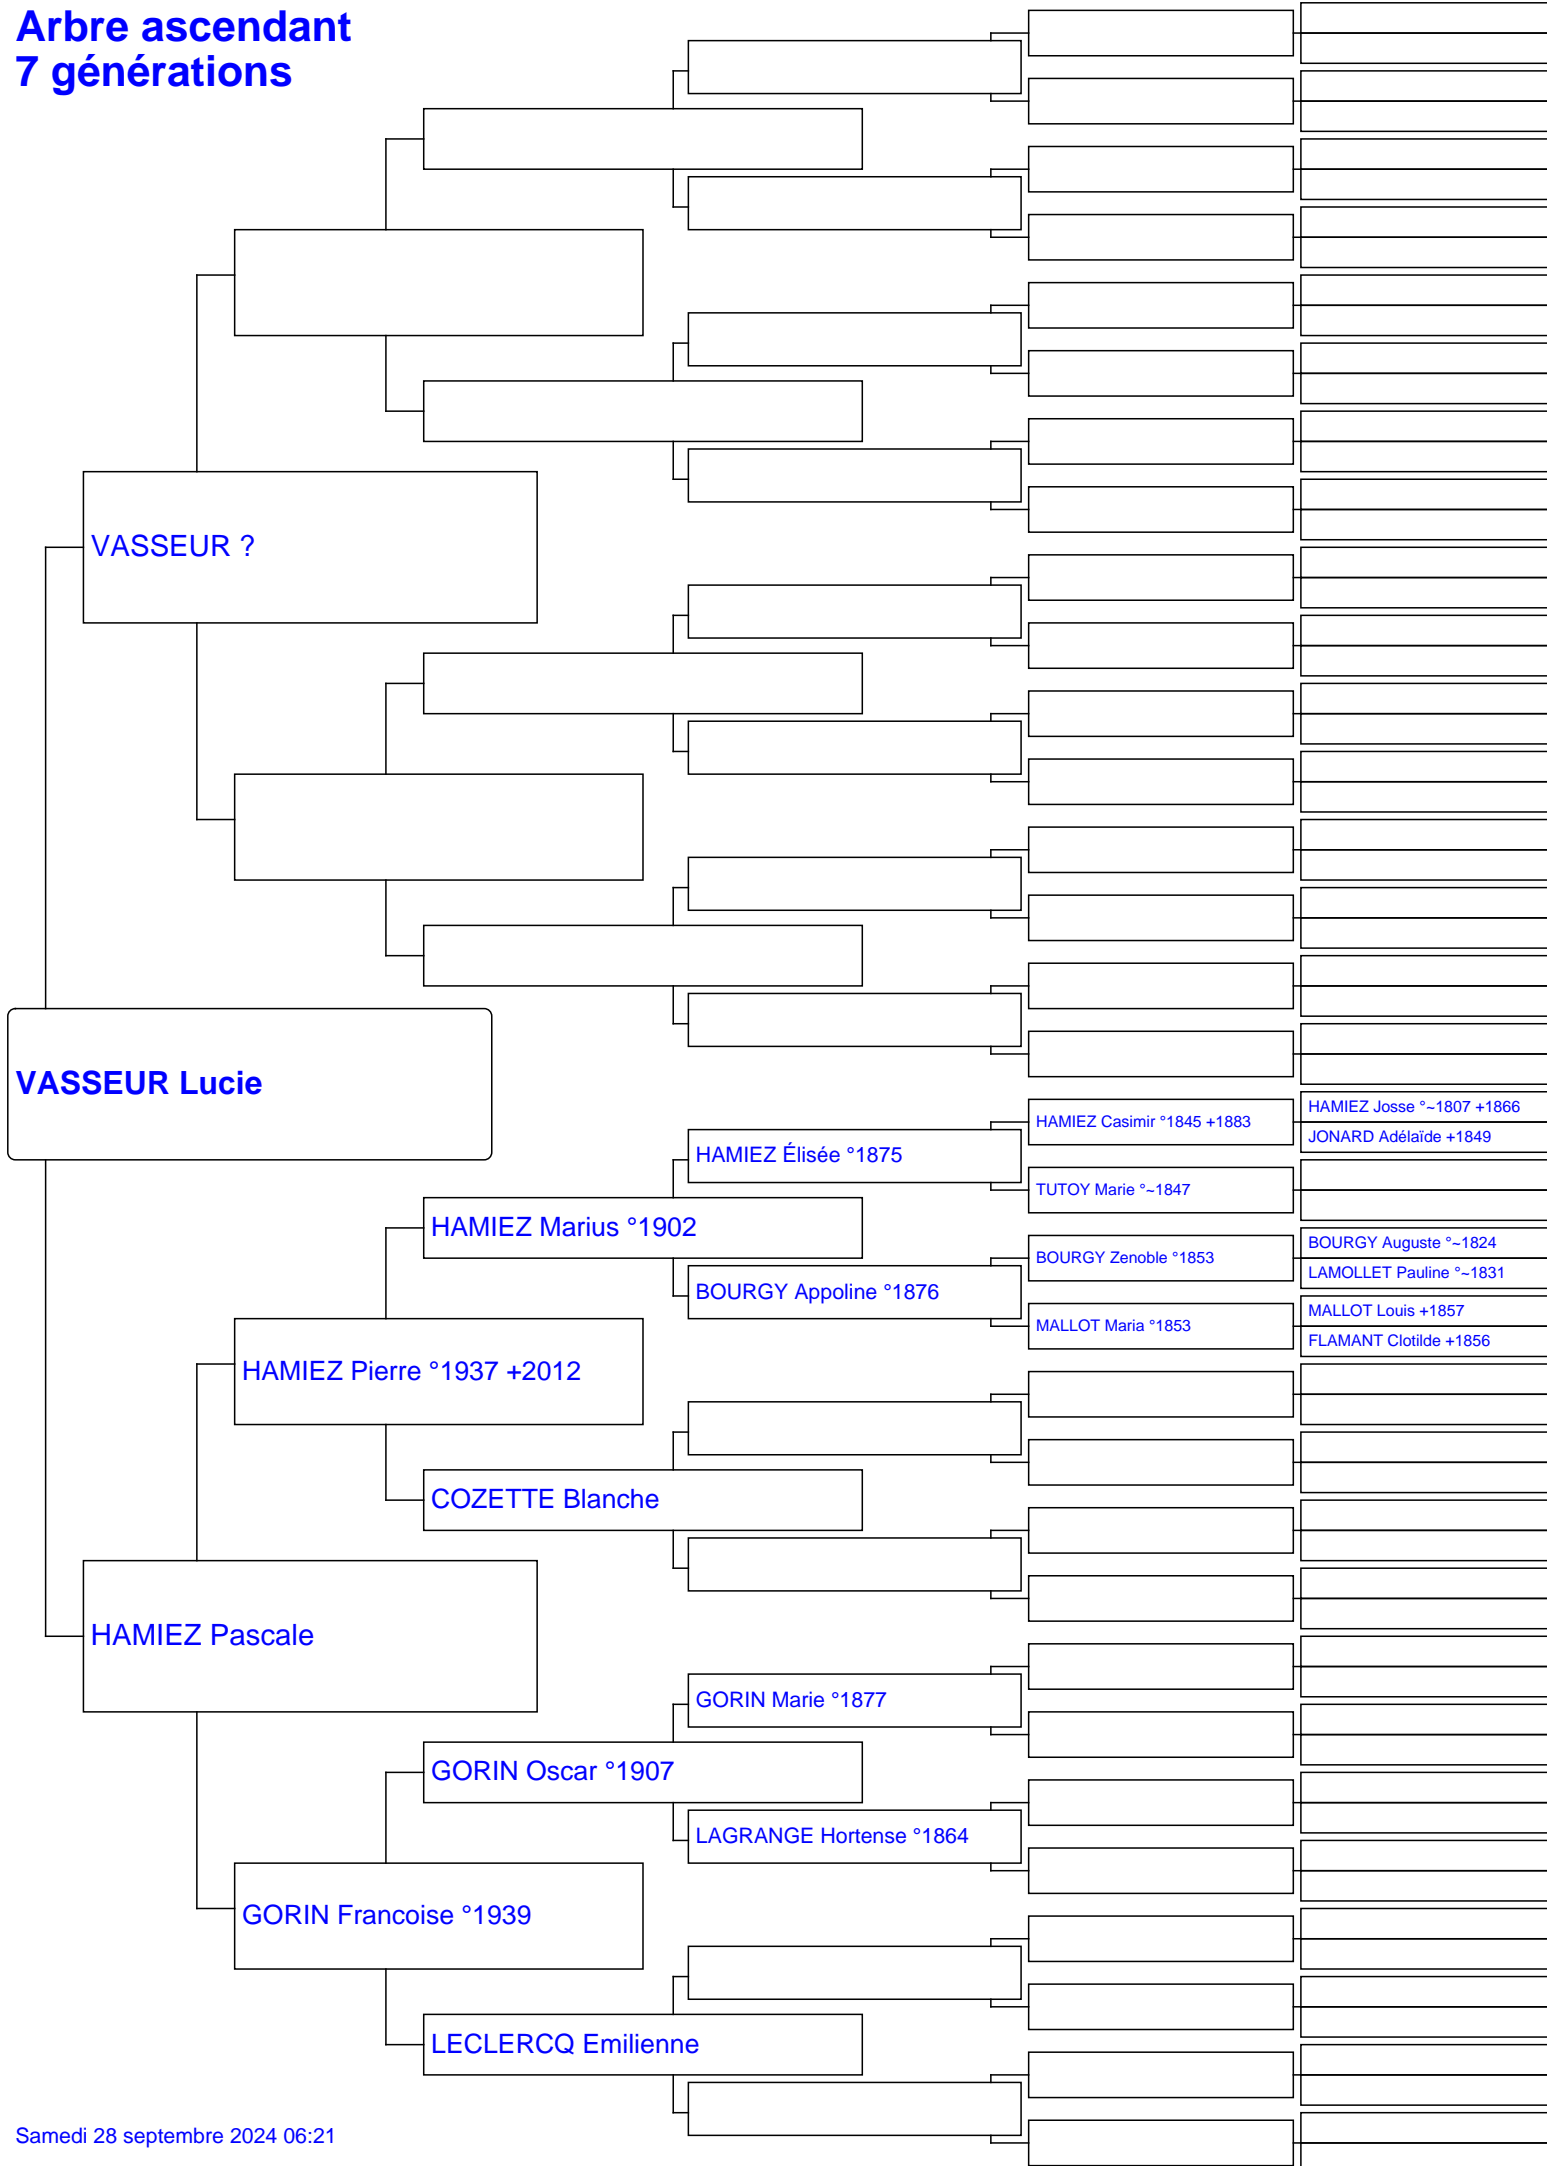 Arbre ascendant
7 générations
VASSEUR ?
VASSEUR Lucie
HAMIEZ Josse °~1807 +1866
HAMIEZ Casimir °1845 +1883
JONARD Adélaïde +1849
HAMIEZ Élisée °1875
TUTOY Marie °~1847
HAMIEZ Marius °1902
BOURGY Auguste °~1824
BOURGY Zenoble °1853
LAMOLLET Pauline °~1831
BOURGY Appoline °1876
MALLOT Louis +1857
MALLOT Maria °1853
FLAMANT Clotilde +1856
HAMIEZ Pierre °1937 +2012
COZETTE Blanche
HAMIEZ Pascale
GORIN Marie °1877
GORIN Oscar °1907
LAGRANGE Hortense °1864
GORIN Francoise °1939
LECLERCQ Emilienne
Samedi 28 septembre 2024 06:21